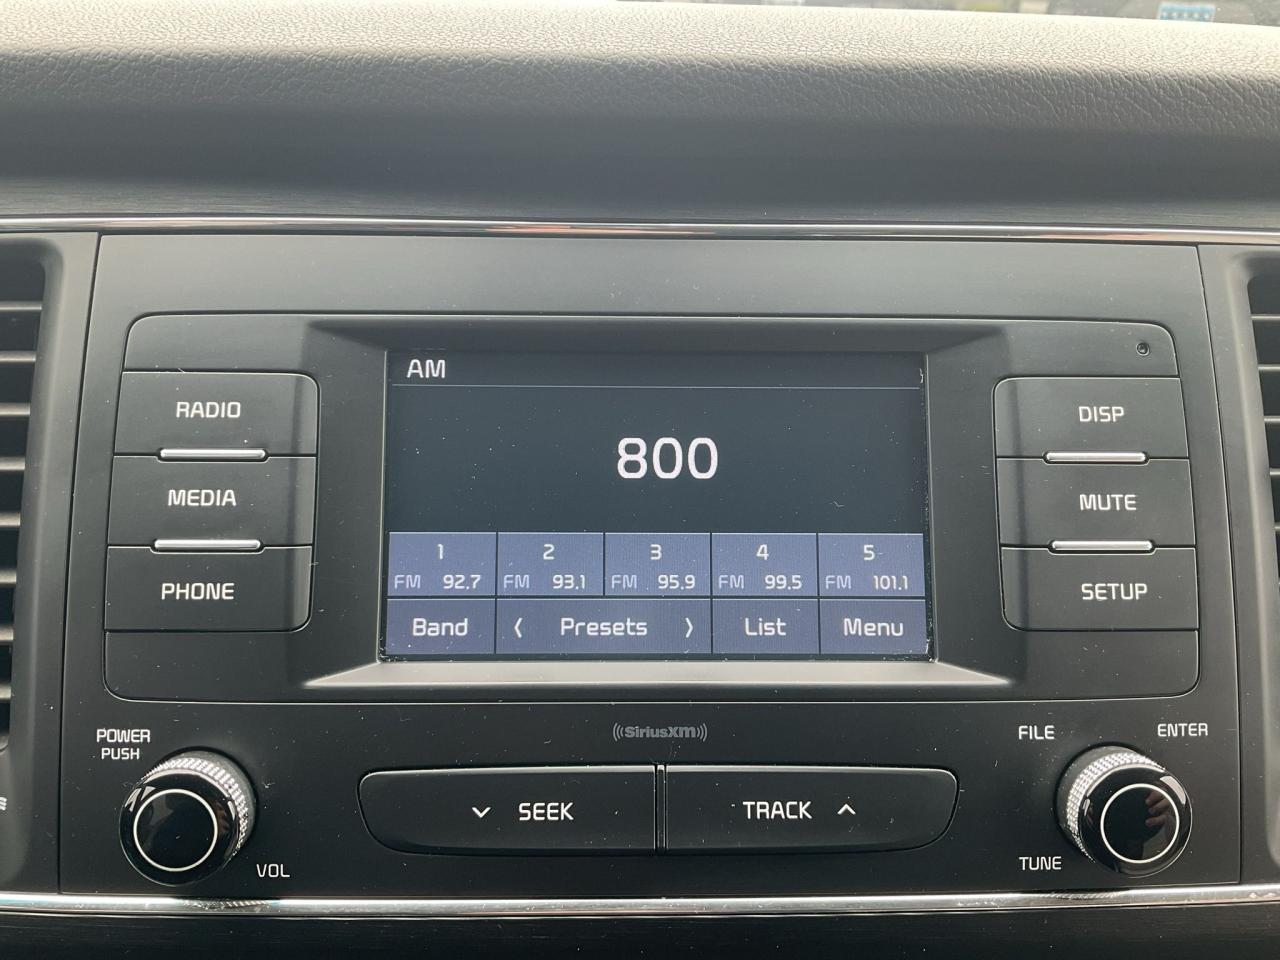 AM
800
1 2 3 4 5
FM 92.7 FM 93.1 FM 95.9 FM 99.5 FM 101.1
Band < Presets > List Menu
RADIO
MEDIA
PHONE
DISP
MUTE
SETUP
SiriusXM
POWER
PUSH
VOL
SEEK
TRACK
FILE
ENTER
TUNE